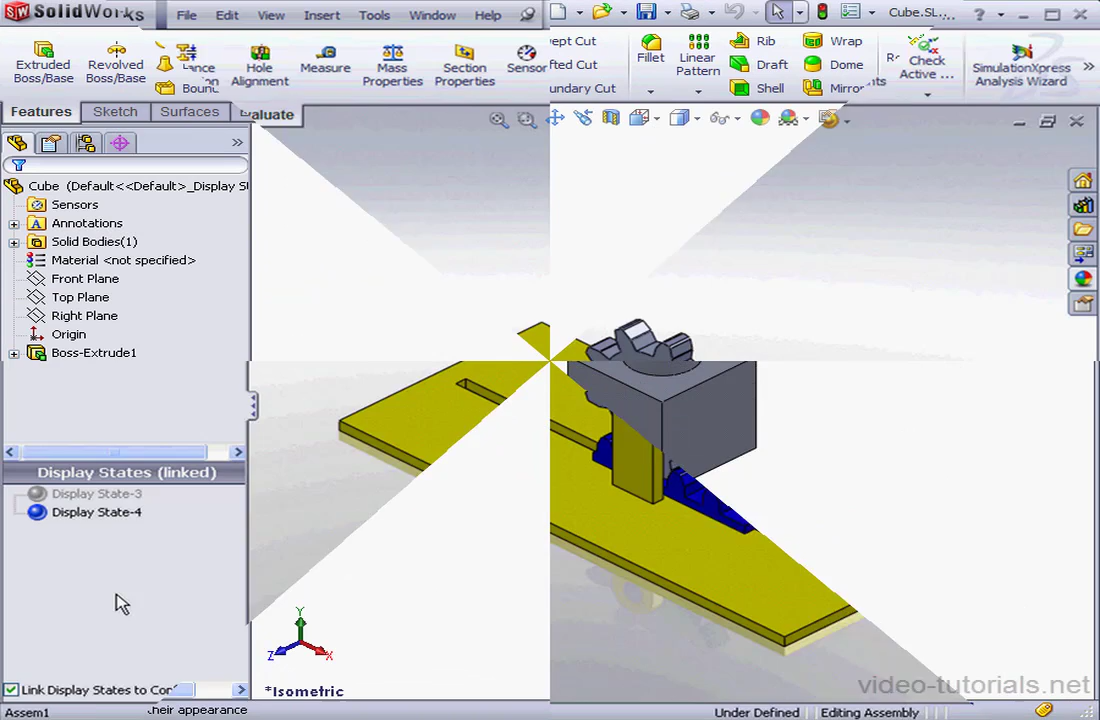 SolidWorks File Edit View Insert Tools Window Help Cube.SL...
Extruded Boss/Base
Revolved Boss/Base
Boun
Hole Alignment
Measure
Mass Properties
Section Properties
Sensor
ept Cut
fted Cut
undary Cut
Fillet
Linear Pattern
Rib
Draft
Shell
Wrap
Dome
Mirror
Check Active ...
SimulationXpress Analysis Wizard
Features Sketch Surfaces Evaluate
Cube (Default<<Default>_Display S
Sensors
Annotations
Solid Bodies(1)
Material <not specified>
Front Plane
Top Plane
Right Plane
Origin
Boss-Extrude1
Display States (linked)
Display State-3
Display State-4
Link Display States to Con
Y
Z X
*Isometric
video-tutorials.net
Assem1 heir appearance Under Defined Editing Assembly